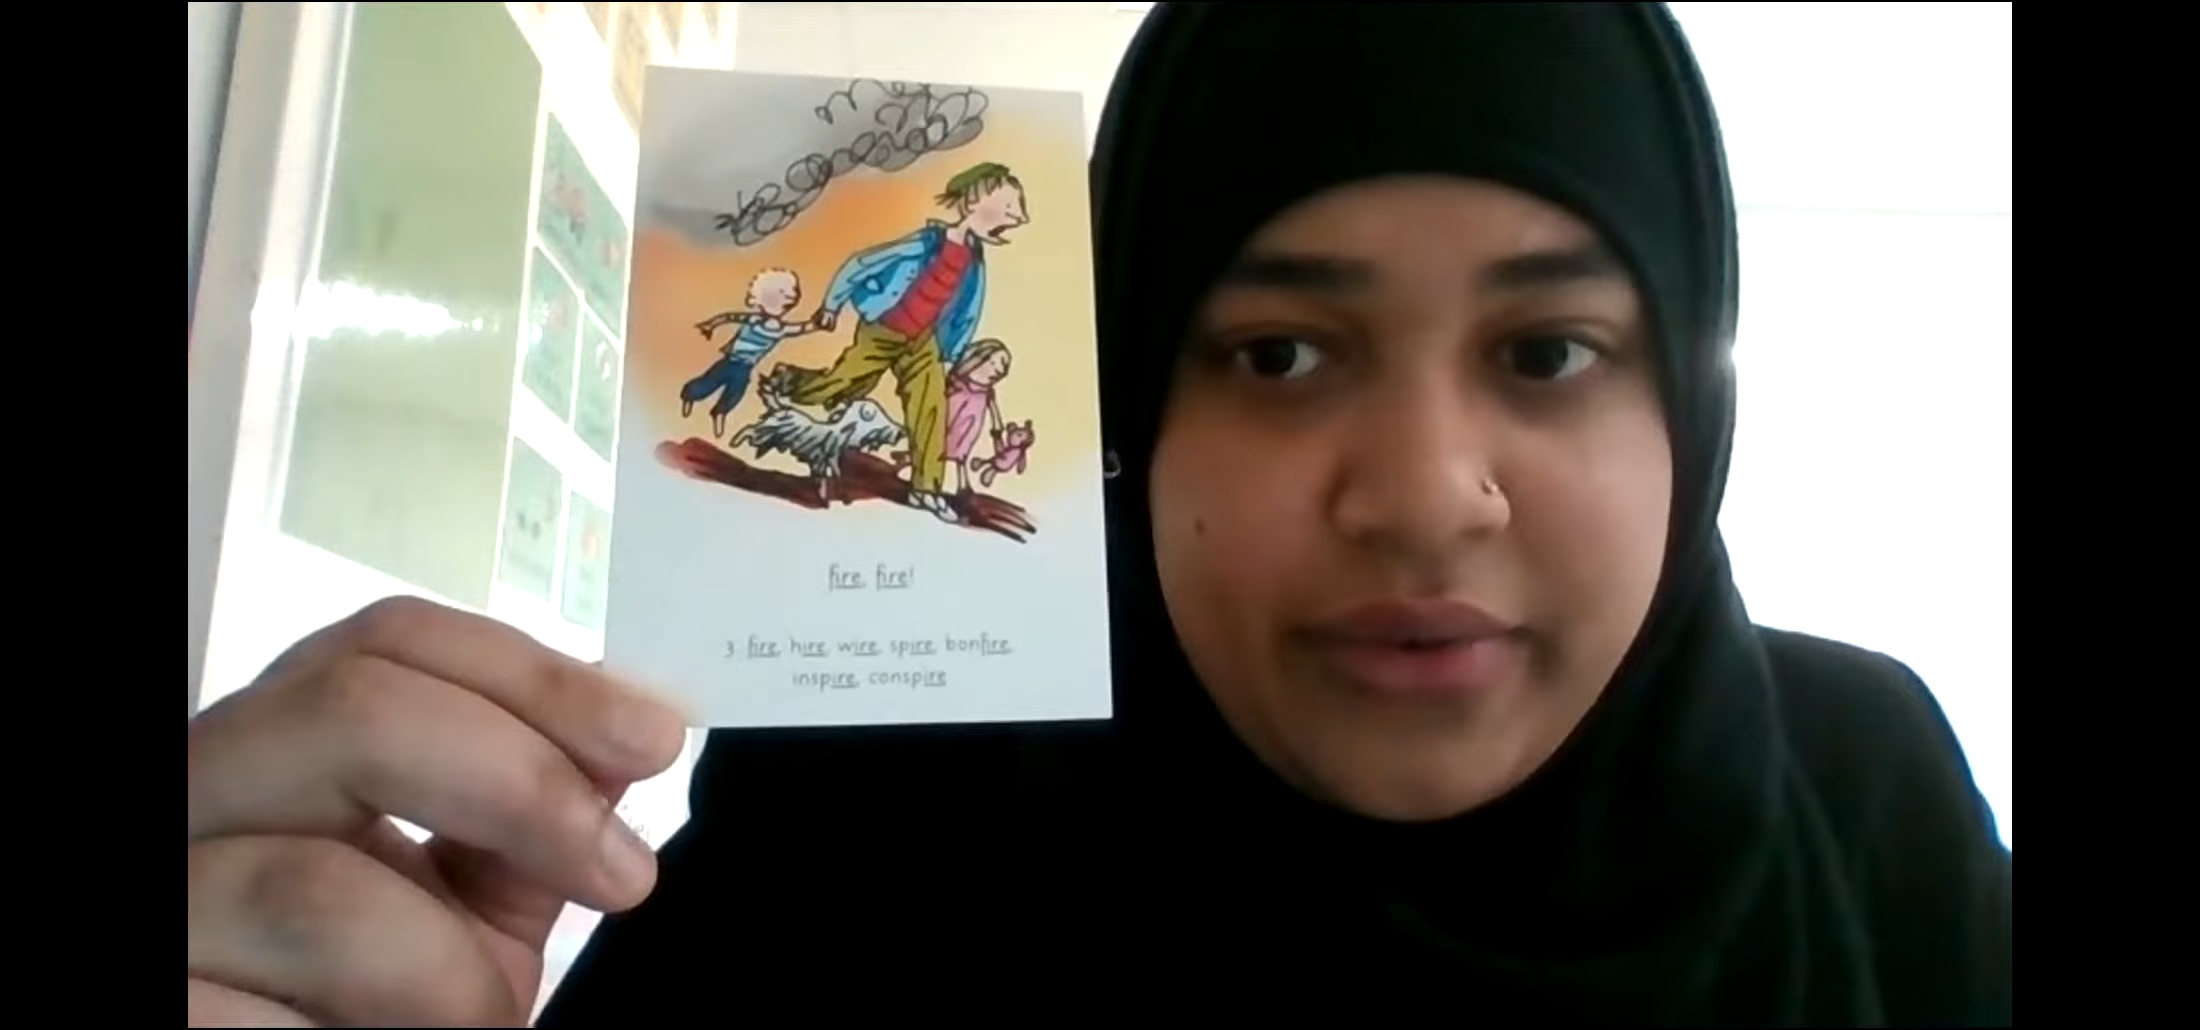 fire, fire!
3. fire, hire, wire, spire, bonfire,
inspire, conspire